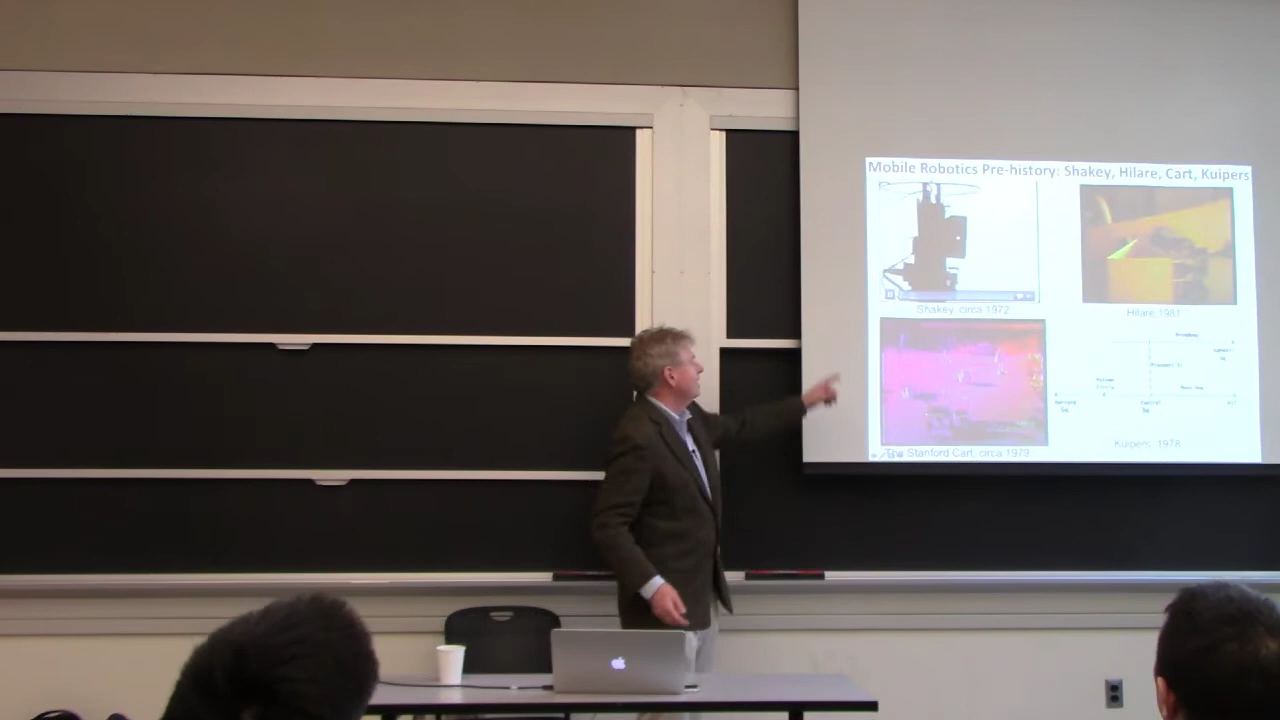 Mobile Robotics Pre-history: Shakey, Hilare, Cart, Kuipers
Shakey, circa 1972
Hilare 1981
The Stanford Cart, circa 1979
Kuipers, 1978